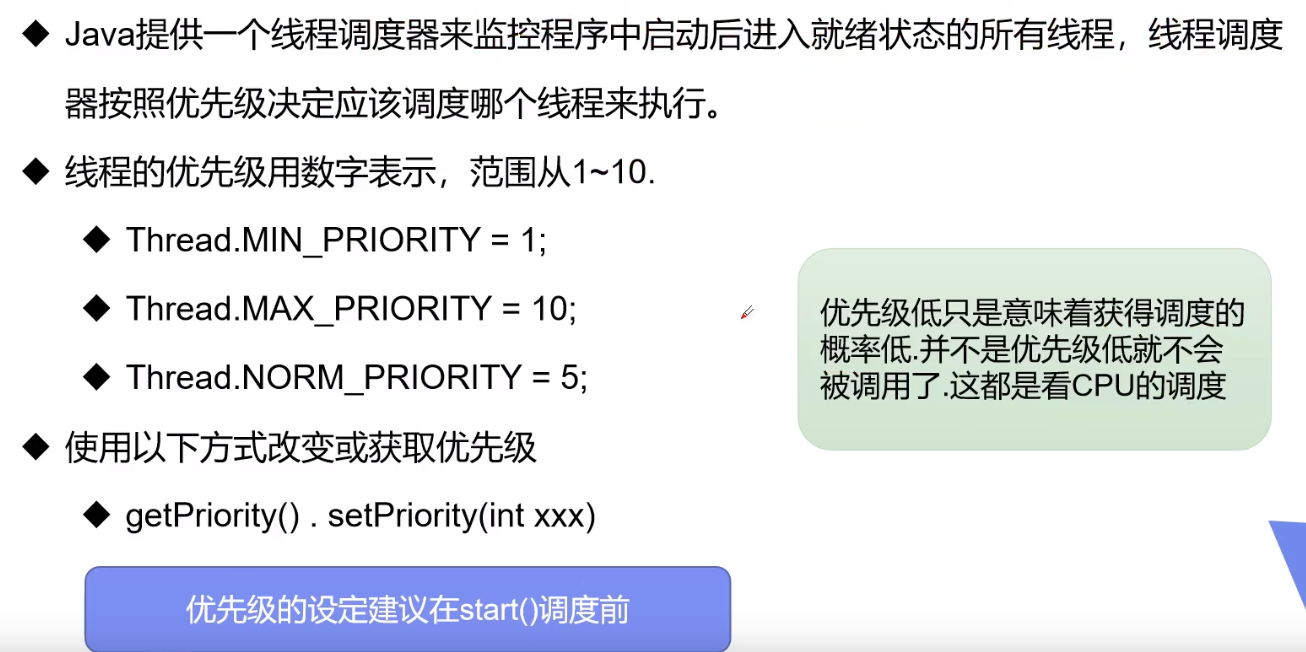 Java提供一个线程调度器来监控程序中启动后进入就绪状态的所有线程，线程调度
器按照优先级决定应该调度哪个线程来执行。
线程的优先级用数字表示，范围从1~10.
Thread.MIN_PRIORITY = 1;
Thread.MAX_PRIORITY = 10;
Thread.NORM_PRIORITY = 5;
使用以下方式改变或获取优先级
getPriority() . setPriority(int xxx)
优先级低只是意味着获得调度的
概率低.并不是优先级低就不会
被调用了.这都是看CPU的调度
优先级的设定建议在start()调度前